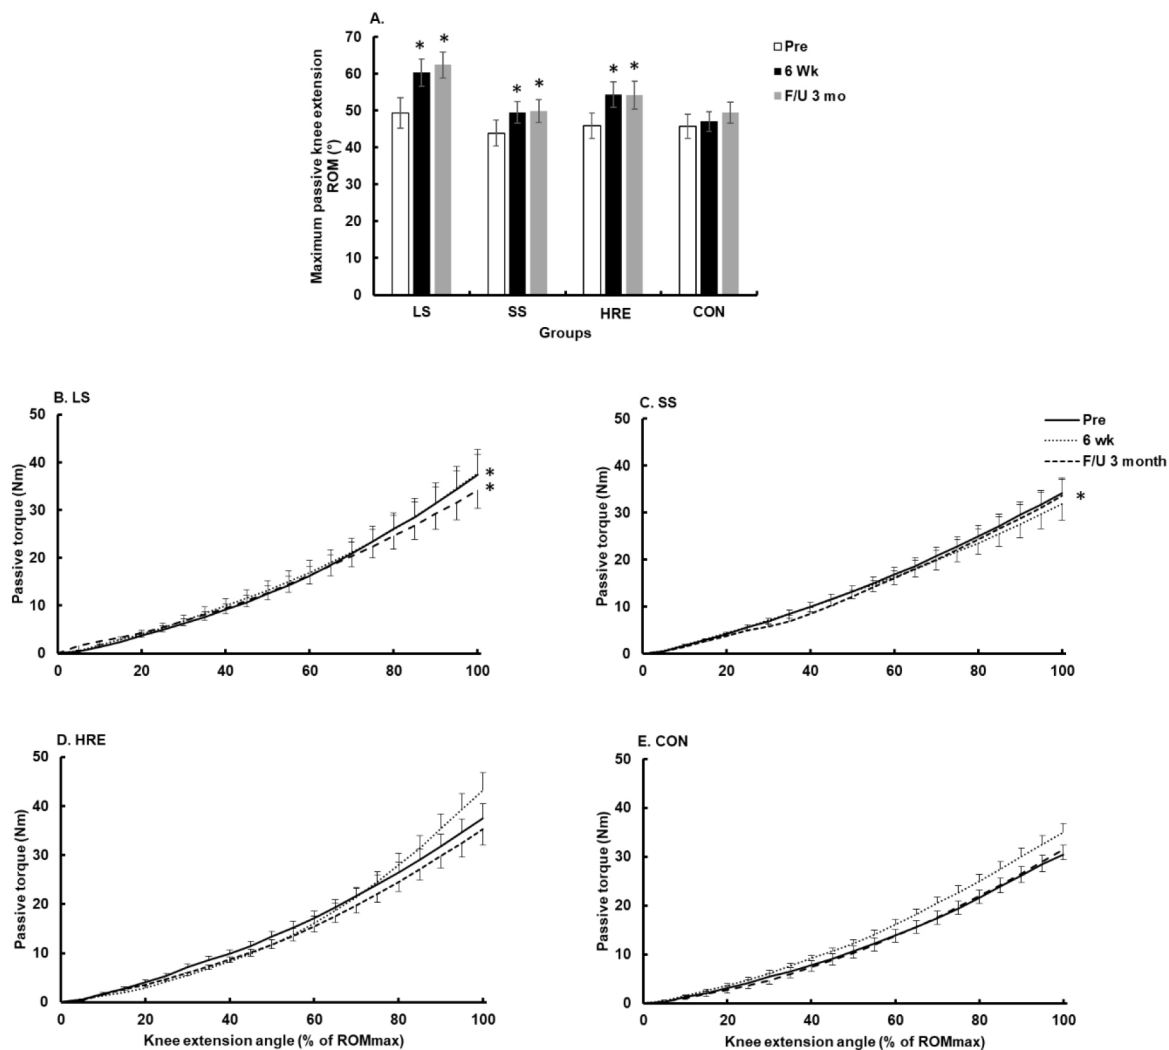 A.
70
60
50
40
30
20
10
0
Maximum passive knee extension
ROM (°)
* * * * * *
Pre
6 Wk
F/U 3 mo
LS SS HRE CON
Groups
B. LS
50
40
30
20
10
0
Passive torque (Nm)
*
*
0 20 40 60 80 100
C. SS
50
40
30
20
10
0
Passive torque (Nm)
Pre
6 wk
F/U 3 month
*
0 20 40 60 80 100
D. HRE
50
40
30
20
10
0
Passive torque (Nm)
0 20 40 60 80 100
Knee extension angle (% of ROMmax)
E. CON
50
40
30
20
10
0
Passive torque (Nm)
0 20 40 60 80 100
Knee extension angle (% of ROMmax)